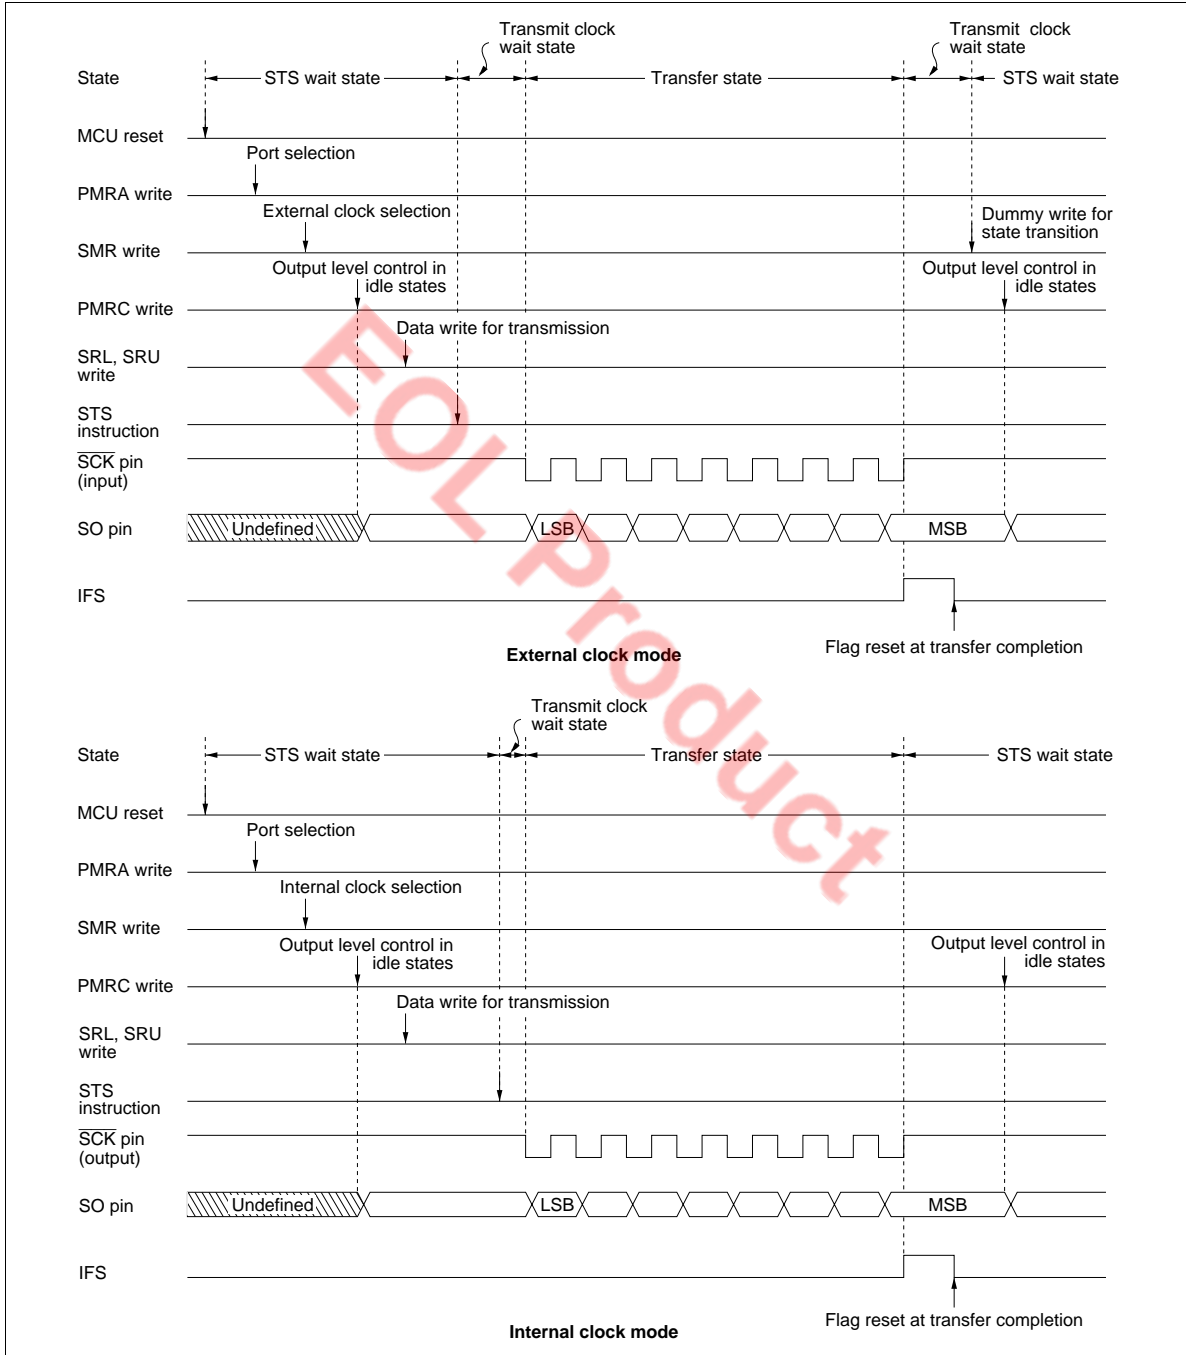 Transmit clock
wait state
Transmit clock
wait state
State
STS wait state
Transfer state
STS wait state
MCU reset
Port selection
PMRA write
External clock selection
Dummy write for
state transition
SMR write
Output level control in
idle states
Output level control in
idle states
PMRC write
Data write for transmission
SRL, SRU
write
STS
instruction
SCK pin
(input)
SO pin
Undefined
LSB
MSB
IFS
Flag reset at transfer completion
External clock mode
Transmit clock
wait state
State
STS wait state
Transfer state
STS wait state
MCU reset
Port selection
PMRA write
Internal clock selection
SMR write
Output level control in
idle states
Output level control in
idle states
PMRC write
Data write for transmission
SRL, SRU
write
STS
instruction
SCK pin
(output)
SO pin
Undefined
LSB
MSB
IFS
Flag reset at transfer completion
Internal clock mode
EOL Product